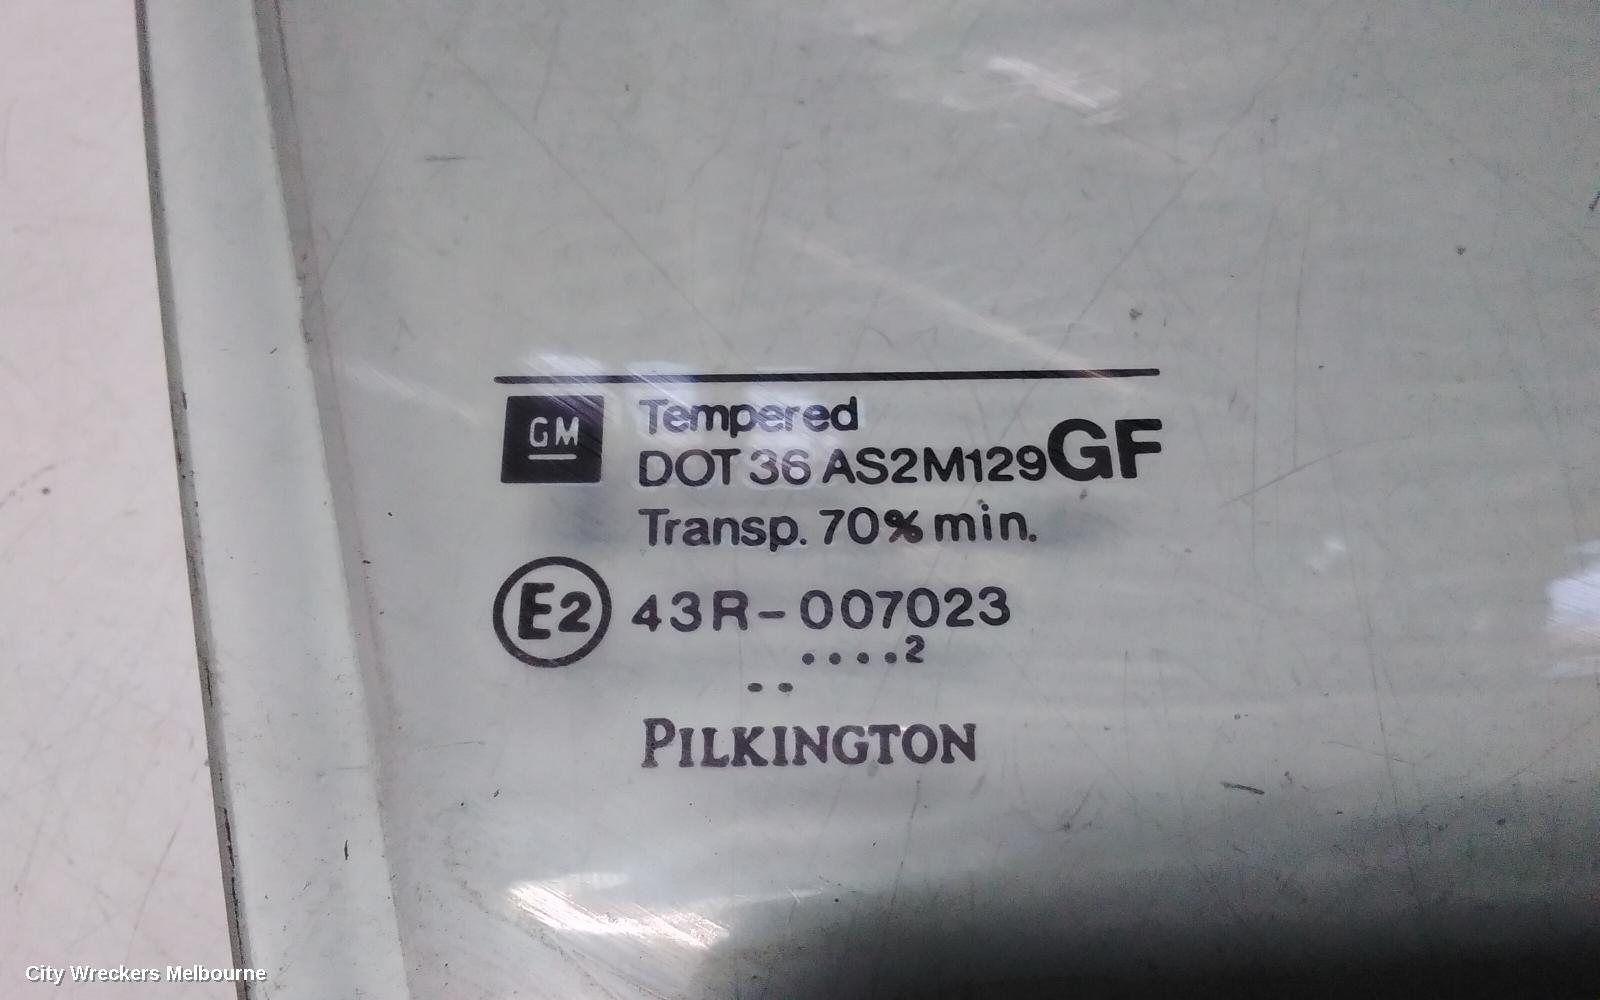 GM
Tempered
DOT 36 AS2M129GF
Transp. 70% min.
E2 43R-007023
....2
..
PILKINGTON
City Wreckers Melbourne